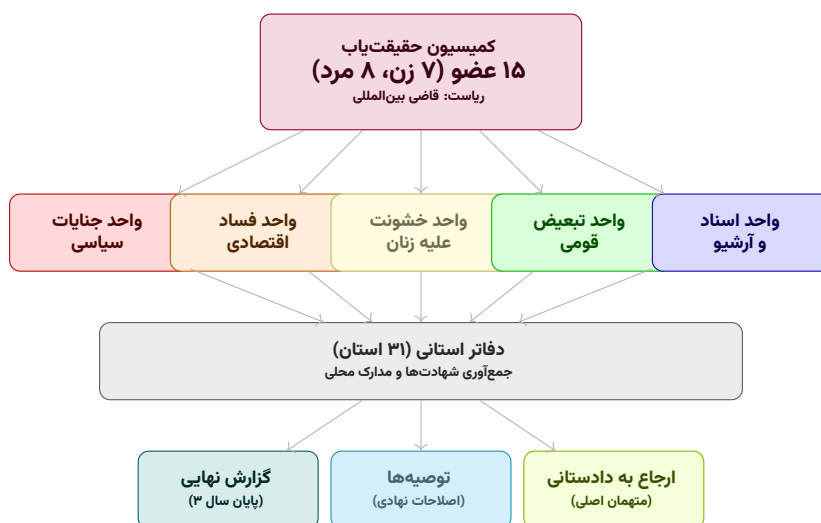 کمیسیون حقیقت‌یاب
۱۵ عضو (۷ زن، ۸ مرد)
ریاست: قاضی بین‌المللی
واحد اسناد
و آرشیو
واحد تبعیض
قومی
واحد خشونت
علیه زنان
واحد فساد
اقتصادی
واحد جنایات
سیاسی
دفاتر استانی (۳۱ استان)
جمع‌آوری شهادت‌ها و مدارک محلی
ارجاع به دادستانی
(متهمان اصلی)
توصیه‌ها
(اصلاحات نهادی)
گزارش نهایی
(پایان سال ۳)